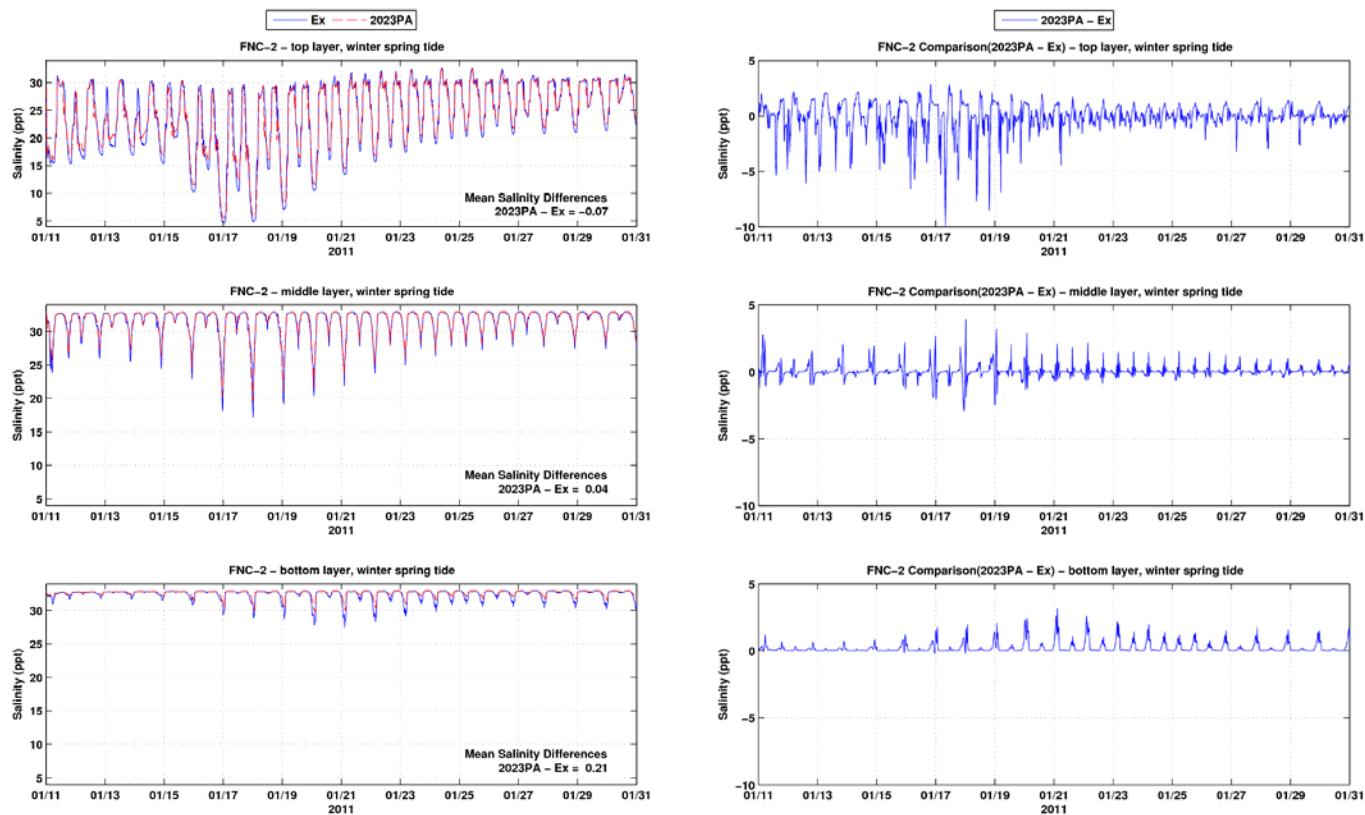 Ex 2023PA
FNC−2 − top layer, winter spring tide
Salinity (ppt)
30
25
20
15
10
5
Mean Salinity Differences
2023PA − Ex = −0.07
01/11 01/13 01/15 01/17 01/19 01/21 01/23 01/25 01/27 01/29 01/31
2011
2023PA − Ex
FNC−2 Comparison(2023PA − Ex) − top layer, winter spring tide
Salinity (ppt)
5
0
−5
−10
01/11 01/13 01/15 01/17 01/19 01/21 01/23 01/25 01/27 01/29 01/31
2011
FNC−2 − middle layer, winter spring tide
Salinity (ppt)
30
25
20
15
10
5
Mean Salinity Differences
2023PA − Ex = 0.04
01/11 01/13 01/15 01/17 01/19 01/21 01/23 01/25 01/27 01/29 01/31
2011
FNC−2 Comparison(2023PA − Ex) − middle layer, winter spring tide
Salinity (ppt)
5
0
−5
−10
01/11 01/13 01/15 01/17 01/19 01/21 01/23 01/25 01/27 01/29 01/31
2011
FNC−2 − bottom layer, winter spring tide
Salinity (ppt)
30
25
20
15
10
5
Mean Salinity Differences
2023PA − Ex = 0.21
01/11 01/13 01/15 01/17 01/19 01/21 01/23 01/25 01/27 01/29 01/31
2011
FNC−2 Comparison(2023PA − Ex) − bottom layer, winter spring tide
Salinity (ppt)
5
0
−5
−10
01/11 01/13 01/15 01/17 01/19 01/21 01/23 01/25 01/27 01/29 01/31
2011